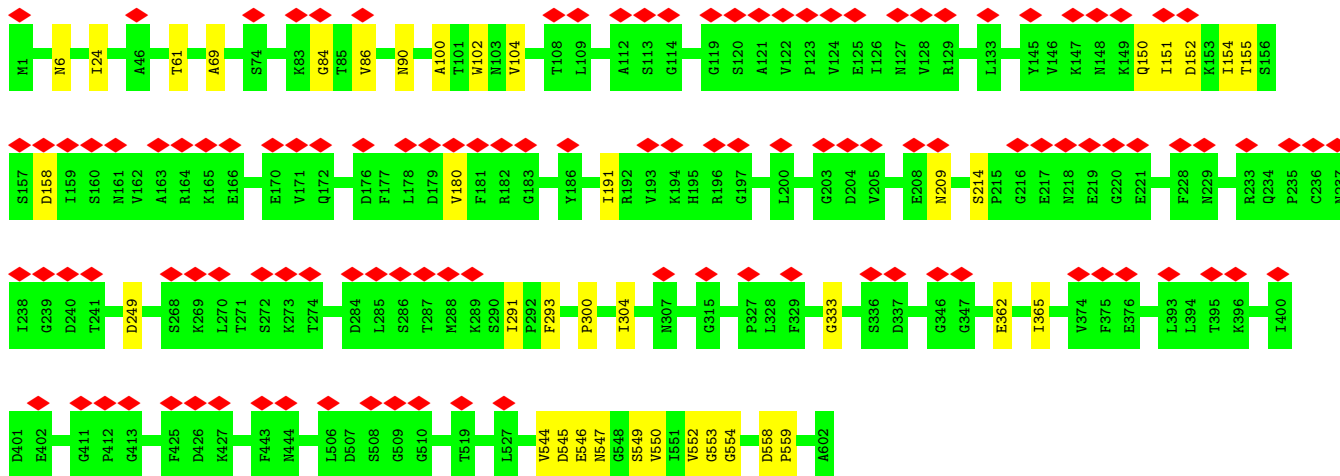 M1 N6 I24 A46 T61 A69 S74 K83 G84 T85 V86 N90 A100 T101 W102 N103 V104 T108 L109 A112 S113 G114 G119 S120 A121 V122 P123 V124 E125 I126 N127 V128 R129 L133 Y145 V146 K147 N148 K149 Q150 I151 D152 K153 I154 T155 S156
S157 D158 I159 S160 N161 V162 A163 R164 K165 E166 E170 V171 Q172 D176 F177 L178 D179 V180 F181 R182 G183 Y186 I191 R192 V193 K194 H195 R196 G197 L200 G203 D204 V205 E208 N209 S214 P215 G216 E217 N218 E219 G220 E221 F228 N229 R233 Q234 P235 C236 N237
I238 G239 D240 T241 D249 S268 K269 L270 T271 S272 K273 T274 D284 L285 S286 T287 M288 K289 S290 I291 P292 F293 P300 I304 N307 G315 P327 L328 F329 G333 S336 D337 G346 G347 E362 I365 V374 F375 E376 L393 L394 T395 K396 I400
D401 E402 G411 P412 G413 F425 D426 K427 F443 N444 L506 D507 S508 G509 G510 T519 L527 V544 D545 E546 N547 G548 S549 V550 I551 V552 G553 G554 D558 P559 A602